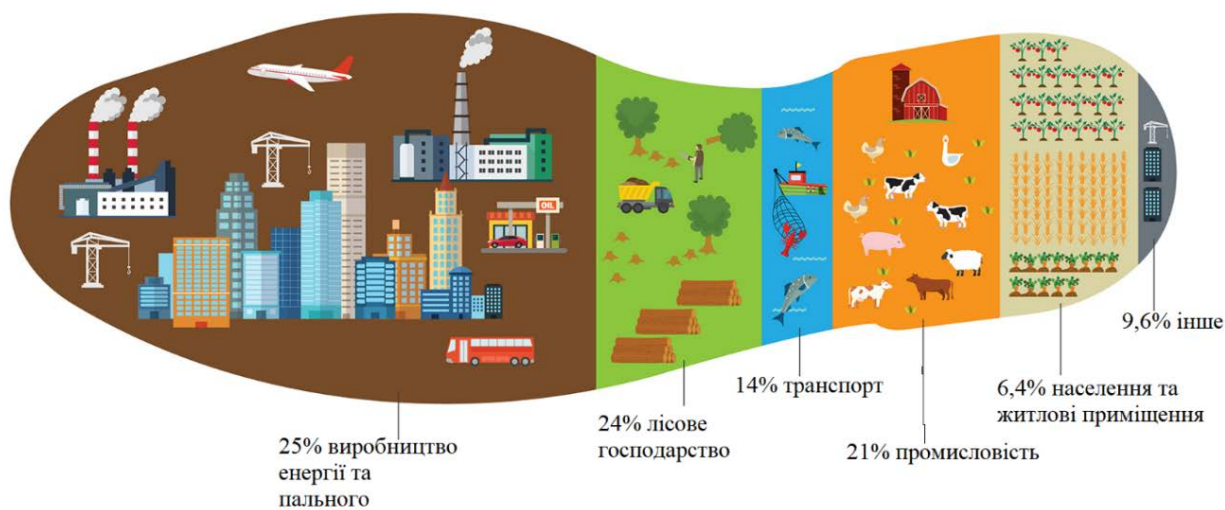 OIL
25% виробництво
енергії та
пального
24% лісове
господарство
14% транспорт
21% промисловість
6,4% населення та
житлові приміщення
9,6% інше